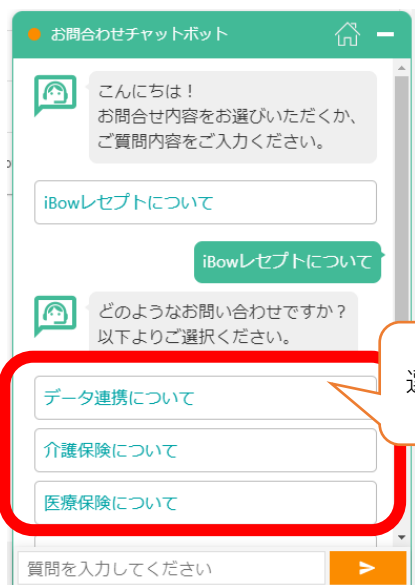 お問合わせチャットボット
こんにちは！
お問合せ内容をお選びいただくか、
ご質問内容をご入力ください。
iBowレセプトについて
iBowレセプトについて
どのようなお問い合わせですか？
以下よりご選択ください。
データ連携について
介護保険について
医療保険について
質問を入力してください